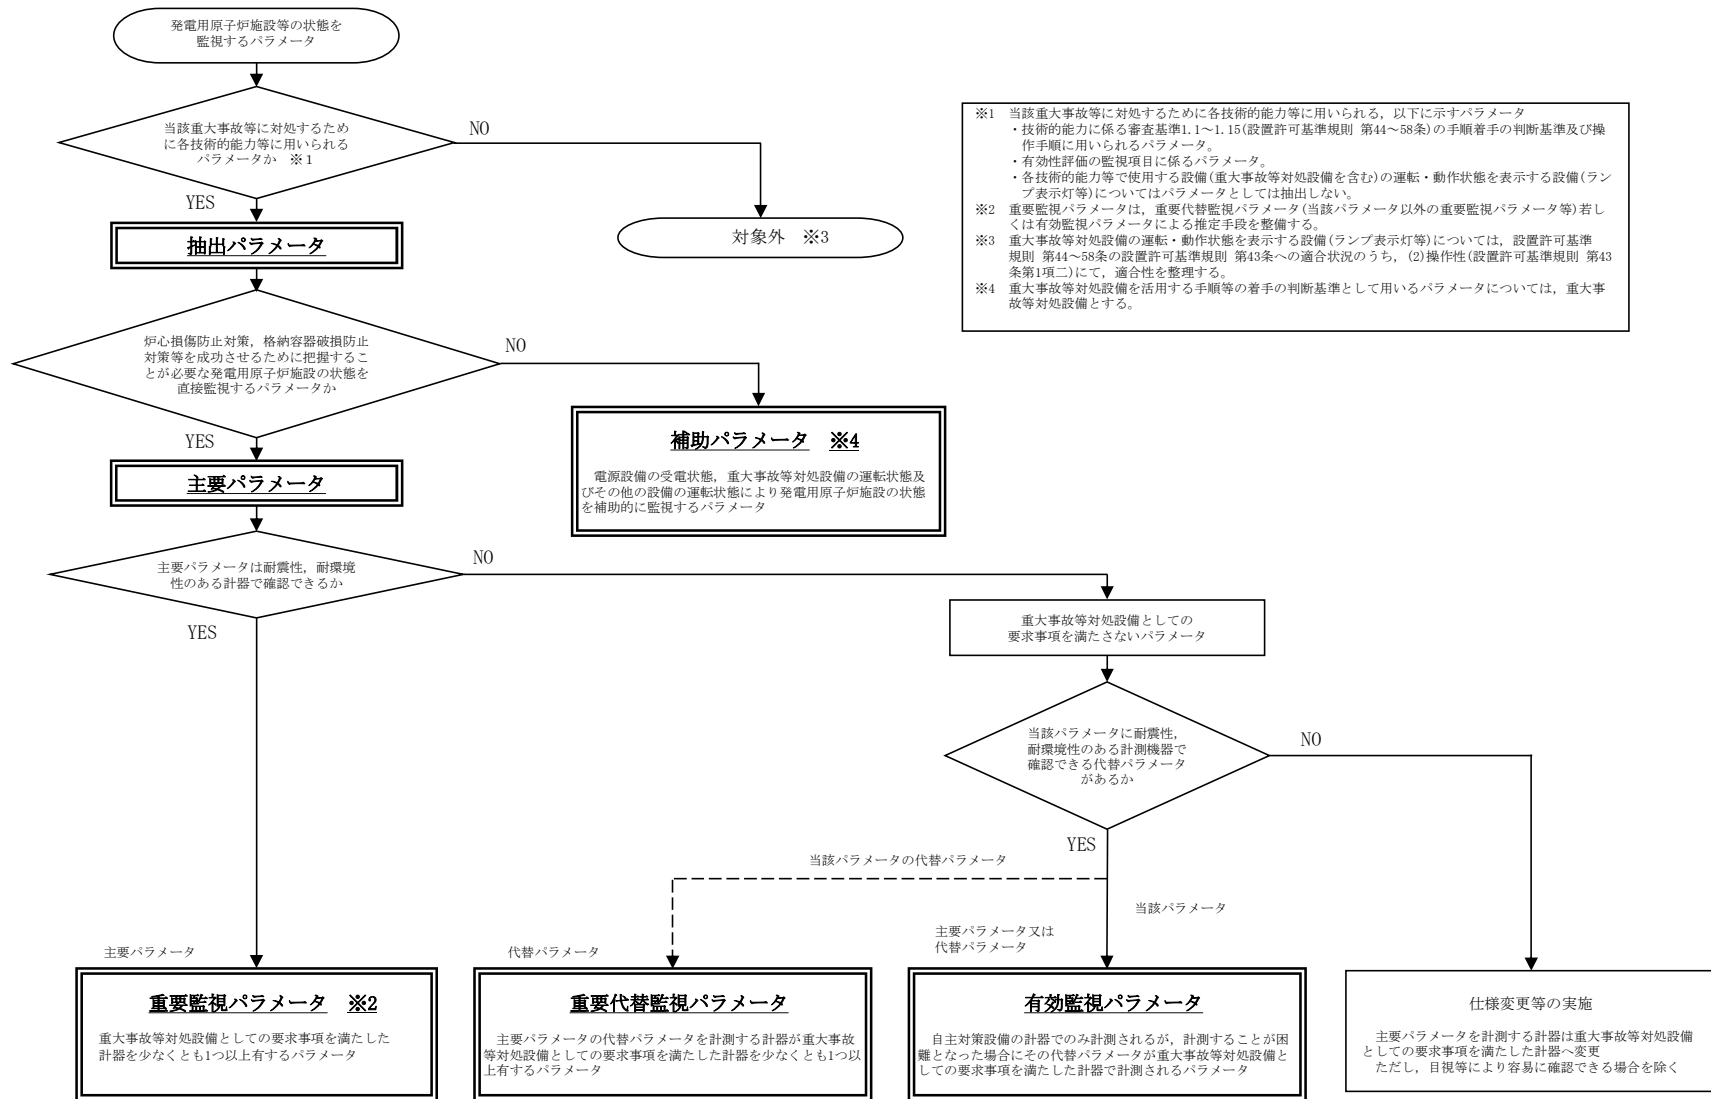 発電用原子炉施設等の状態を
監視するパラメータ
当該重大事故等に対処するため
に各技術的能力等に用いられる
パラメータか　※1
NO
YES
対象外　※3
抽出パラメータ
※1　当該重大事故等に対処するために各技術的能力等に用いられる，以下に示すパラメータ
・技術的能力に係る審査基準1.1～1.15(設置許可基準規則 第44～58条)の手順着手の判断基準及び操
作手順に用いられるパラメータ。
・有効性評価の監視項目に係るパラメータ。
・各技術的能力等で使用する設備(重大事故等対処設備を含む)の運転・動作状態を表示する設備(ラン
プ表示灯等)についてはパラメータとしては抽出しない。
※2　重要監視パラメータは，重要代替監視パラメータ(当該パラメータ以外の重要監視パラメータ等)若し
くは有効監視パラメータによる推定手段を整備する。
※3　重大事故等対処設備の運転・動作状態を表示する設備(ランプ表示灯等)については，設置許可基準
規則 第44～58条の設置許可基準規則 第43条への適合状況のうち，(2)操作性(設置許可基準規則 第43
条第1項二)にて，適合性を整理する。
※4　重大事故等対処設備を活用する手順等の着手の判断基準として用いるパラメータについては，重大事
故等対処設備とする。
炉心損傷防止対策，格納容器破損防止
対策等を成功させるために把握するこ
とが必要な発電用原子炉施設の状態を
直接監視するパラメータか
NO
YES
補助パラメータ　※4
電源設備の受電状態，重大事故等対処設備の運転状態及
びその他の設備の運転状態により発電用原子炉施設の状態
を補助的に監視するパラメータ
主要パラメータ
主要パラメータは耐震性，耐環境
性のある計器で確認できるか
NO
YES
重大事故等対処設備としての
要求事項を満たさないパラメータ
当該パラメータに耐震性，
耐環境性のある計測機器で
確認できる代替パラメータ
があるか
NO
YES
当該パラメータの代替パラメータ
当該パラメータ
主要パラメータ
代替パラメータ
主要パラメータ又は
代替パラメータ
重要監視パラメータ　※2
重大事故等対処設備としての要求事項を満たした
計器を少なくとも1つ以上有するパラメータ
重要代替監視パラメータ
主要パラメータの代替パラメータを計測する計器が重大事故
等対処設備としての要求事項を満たした計器を少なくとも1つ以
上有するパラメータ
有効監視パラメータ
自主対策設備の計器でのみ計測されるが，計測することが困
難となった場合にその代替パラメータが重大事故等対処設備と
しての要求事項を満たした計器で計測されるパラメータ
仕様変更等の実施
主要パラメータを計測する計器は重大事故等対処設備
としての要求事項を満たした計器へ変更
ただし，目視等により容易に確認できる場合を除く